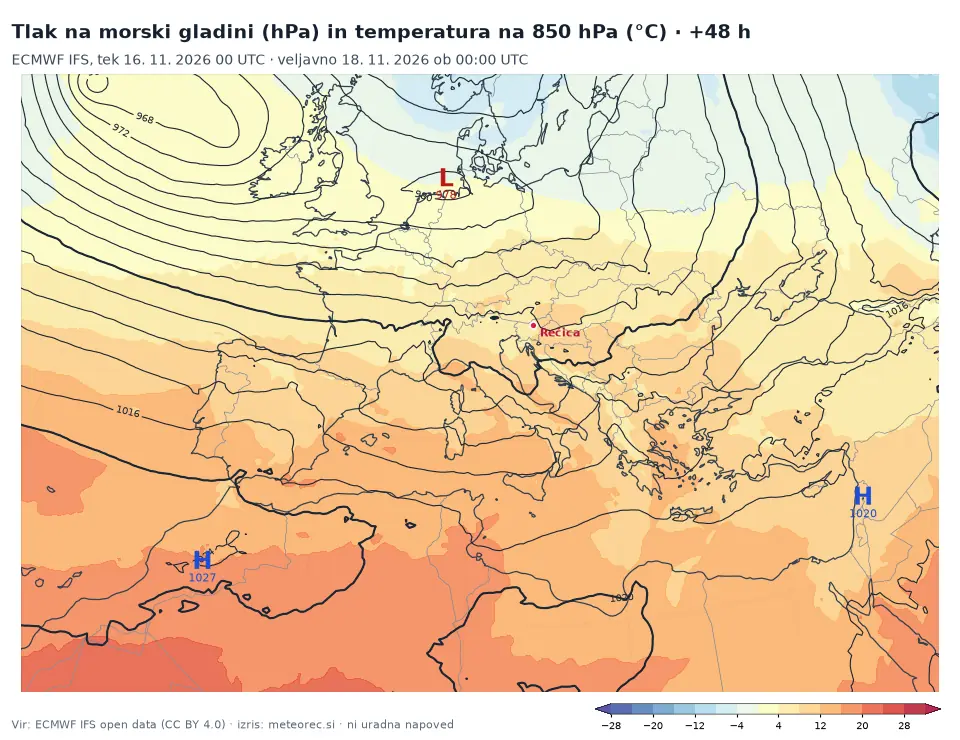 Tlak na morski gladini (hPa) in temperatura na 850 hPa (°C) · +48 h
ECMWF IFS, tek 16. 11. 2026 00 UTC · veljavno 18. 11. 2026 ob 00:00 UTC
968
972
L
990
978
1016
Rečica
1016
H
1020
H
1027
1020
−28 −20 −12 −4 4 12 20 28
Vir: ECMWF IFS open data (CC BY 4.0) · izris: meteorec.si · ni uradna napoved